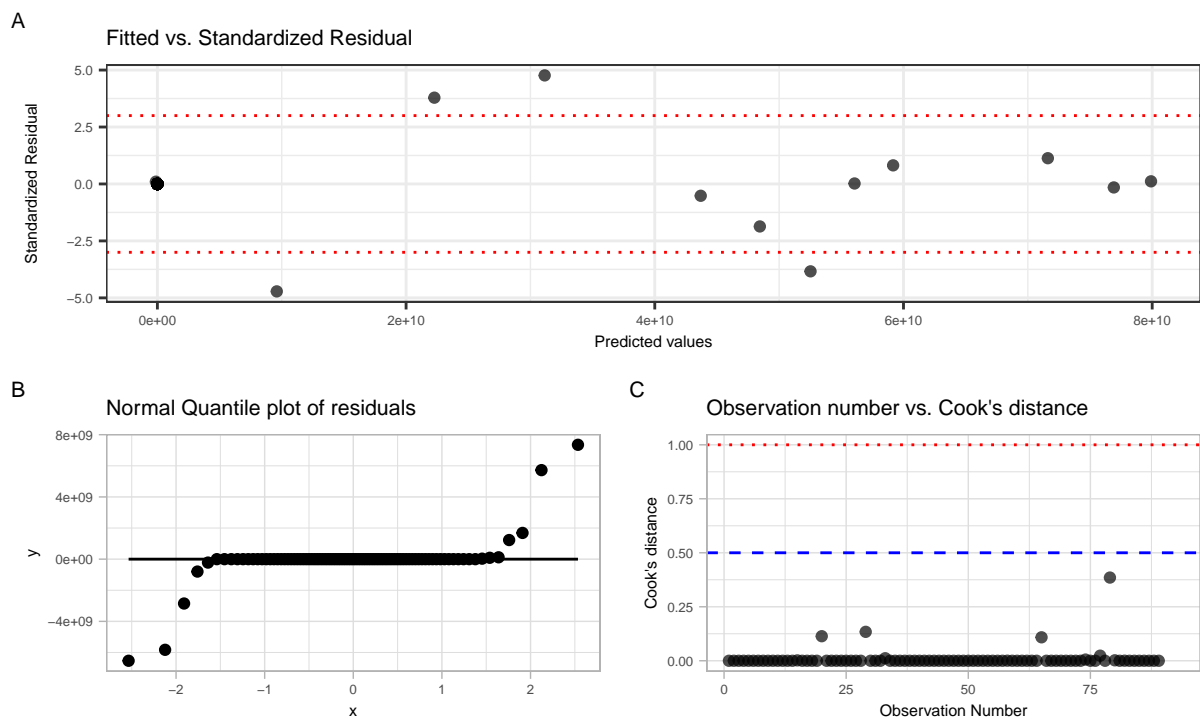 A
Fitted vs. Standardized Residual
Standardized Residual
5.0
2.5
0.0
−2.5
−5.0
0e+00 2e+10 4e+10 6e+10 8e+10
Predicted values
B
Normal Quantile plot of residuals
y
8e+09
4e+09
0e+00
−4e+09
−2 −1 0 1 2
x
C
Observation number vs. Cook's distance
Cook's distance
1.00
0.75
0.50
0.25
0.00
0 25 50 75
Observation Number